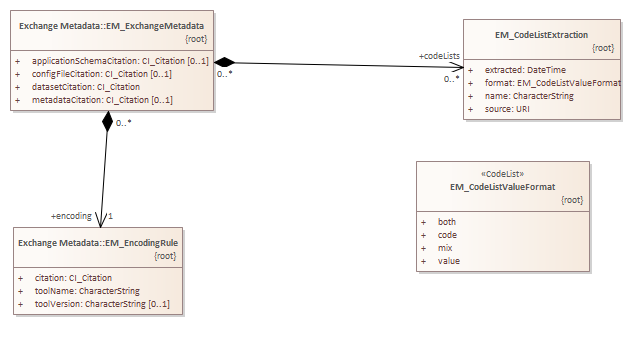 Exchange Metadata::EM_ExchangeMetadata
{root}
+ applicationSchemaCitation: CI_Citation [0..1]
+ configFileCitation: CI_Citation [0..1]
+ datasetCitation: CI_Citation
+ metadataCitation: CI_Citation [0..1]
0..*
+codeLists
0..*
EM_CodeListExtraction
{root}
+ extracted: DateTime
+ format: EM_CodeListValueFormat
+ name: CharacterString
+ source: URI
0..*
+encoding
1
«CodeList»
EM_CodeListValueFormat
{root}
+ both
+ code
+ mix
+ value
Exchange Metadata::EM_EncodingRule
{root}
+ citation: CI_Citation
+ toolName: CharacterString
+ toolVersion: CharacterString [0..1]